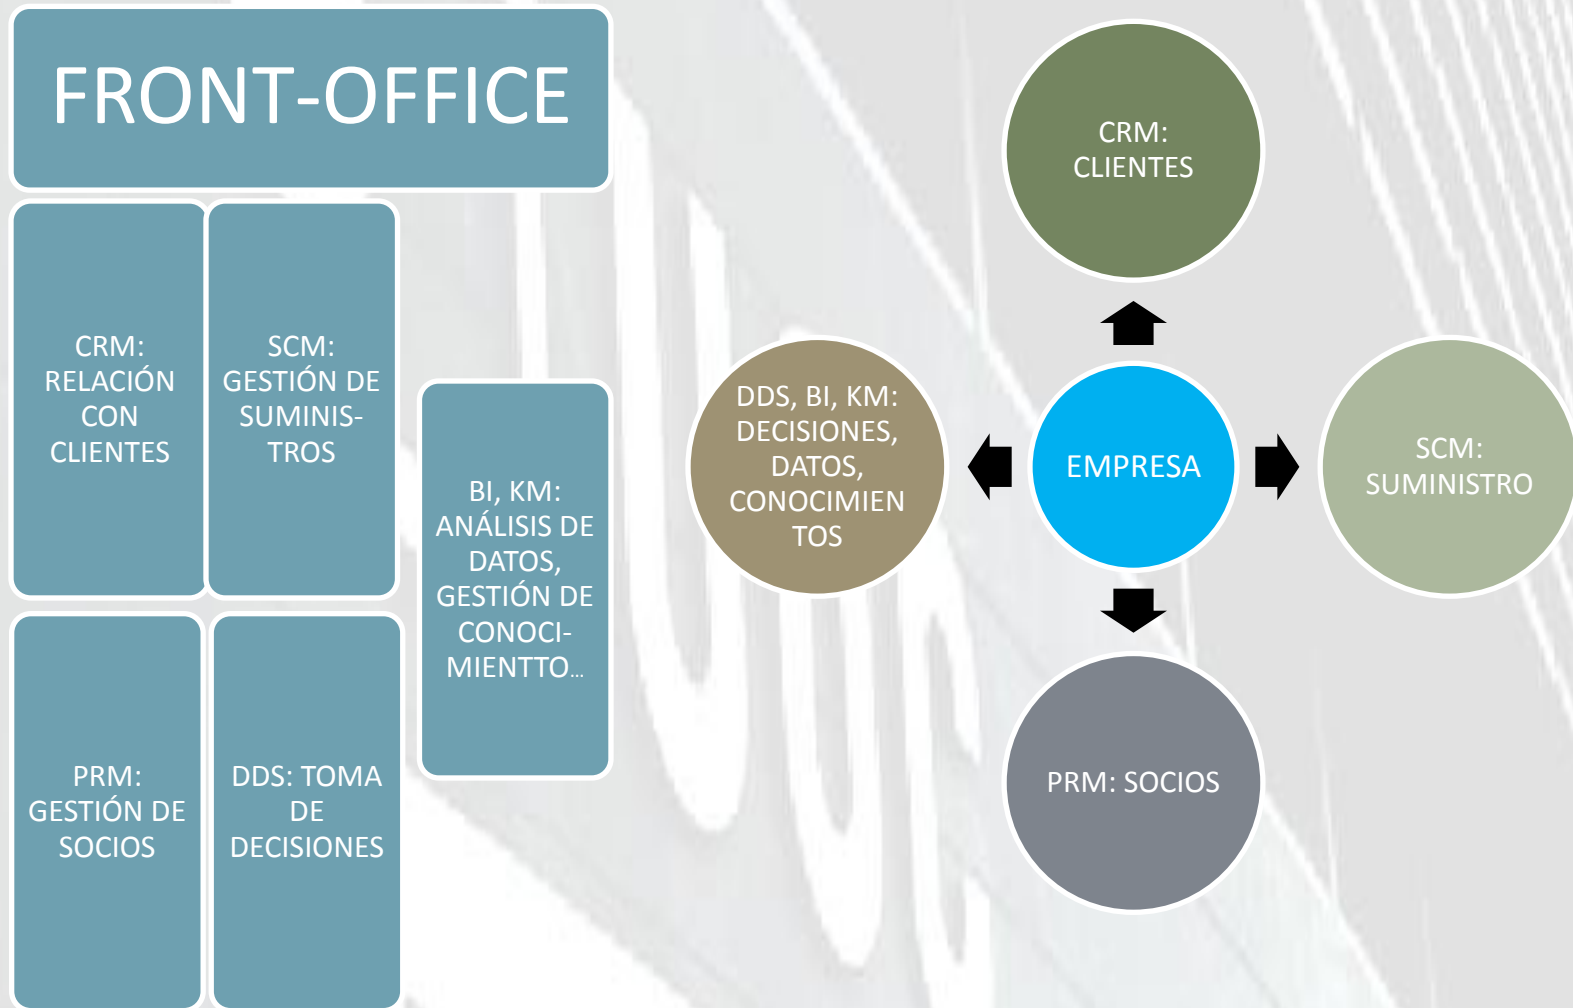 FRONT-OFFICE
CRM:
RELACIÓN
CON
CLIENTES
SCM:
GESTIÓN DE
SUMINIS-
TROS
BI, KM:
ANÁLISIS DE
DATOS,
GESTIÓN DE
CONOCI-
MIENTTO...
PRM:
GESTIÓN DE
SOCIOS
DDS: TOMA
DE
DECISIONES
CRM:
CLIENTES
DDS, BI, KM:
DECISIONES,
DATOS,
CONOCIMIEN
TOS
EMPRESA
SCM:
SUMINISTRO
PRM: SOCIOS